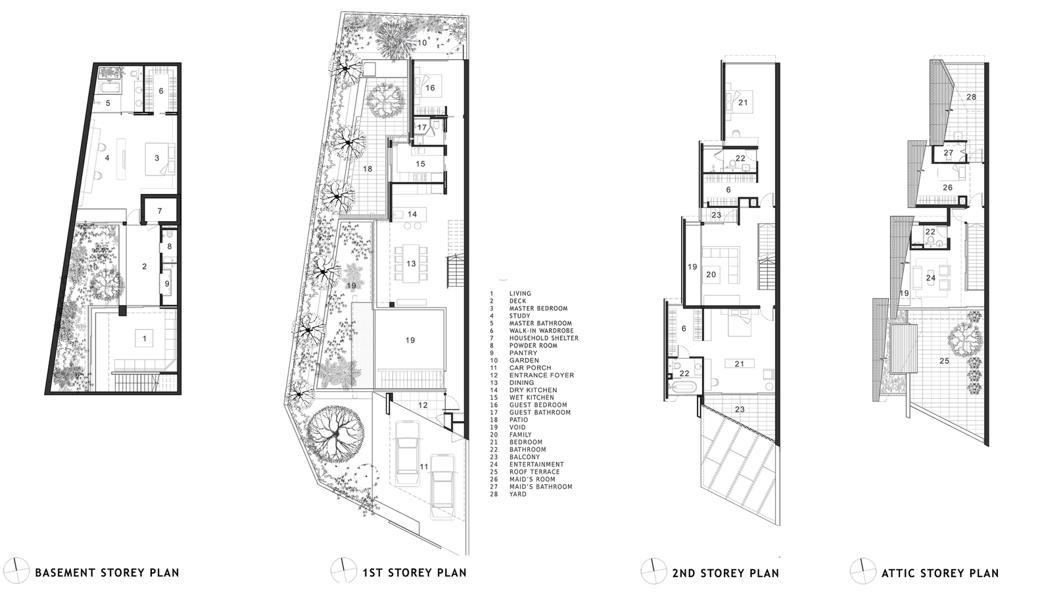 5
6
4
3
7
8
2
9
1
BASEMENT STOREY PLAN
10
16
17
15
18
14
13
19
19
12
11
1ST STOREY PLAN
1 LIVING
2 DECK
3 MASTER BEDROOM
4 STUDY
5 MASTER BATHROOM
6 WALK-IN WARDROBE
7 HOUSEHOLD SHELTER
8 POWDER ROOM
9 PANTRY
10 GARDEN
11 CAR PORCH
12 ENTRANCE FOYER
13 DINING
14 DRY KITCHEN
15 WET KITCHEN
16 GUEST BEDROOM
17 GUEST BATHROOM
18 PATIO
19 VOID
20 FAMILY
21 BEDROOM
22 BATHROOM
23 BALCONY
24 ENTERTAINMENT
25 ROOF TERRACE
26 MAID'S ROOM
27 MAID'S BATHROOM
28 YARD
21
22
6
23
19
20
6
21
22
23
2ND STOREY PLAN
28
27
26
22
24
19
25
ATTIC STOREY PLAN